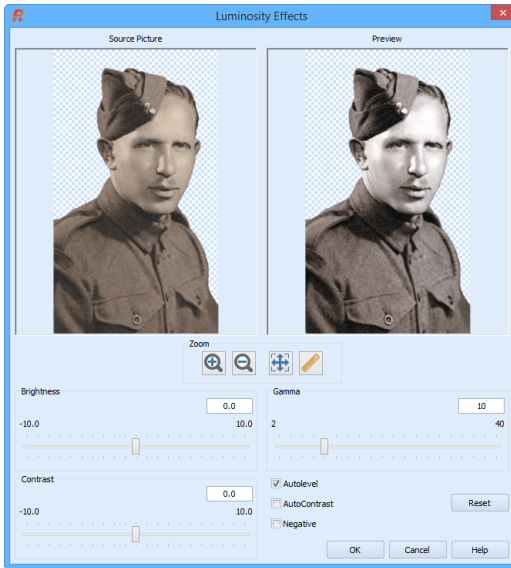 Luminosity Effects
Source Picture
Preview
Zoom
Brightness
0.0
-10.0 10.0
Contrast
0.0
-10.0 10.0
Gamma
10
2 40
Autolevel
AutoContrast
Negative
Reset
OK Cancel Help